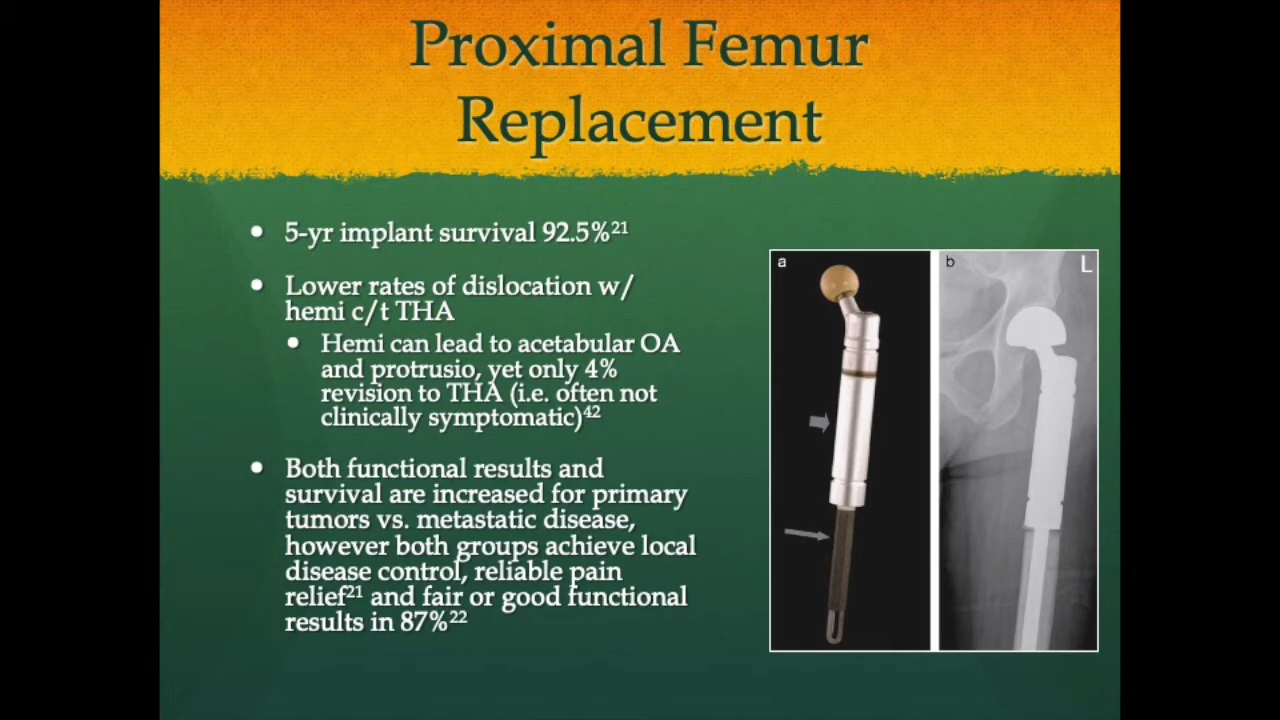 Proximal Femur
Replacement
• 5-yr implant survival 92.5%²¹
• Lower rates of dislocation w/
hemi c/t THA
• Hemi can lead to acetabular OA
and protrusio, yet only 4%
revision to THA (i.e. often not
clinically symptomatic)⁴²
• Both functional results and
survival are increased for primary
tumors vs. metastatic disease,
however both groups achieve local
disease control, reliable pain
relief²¹ and fair or good functional
results in 87%²²
a
b
L